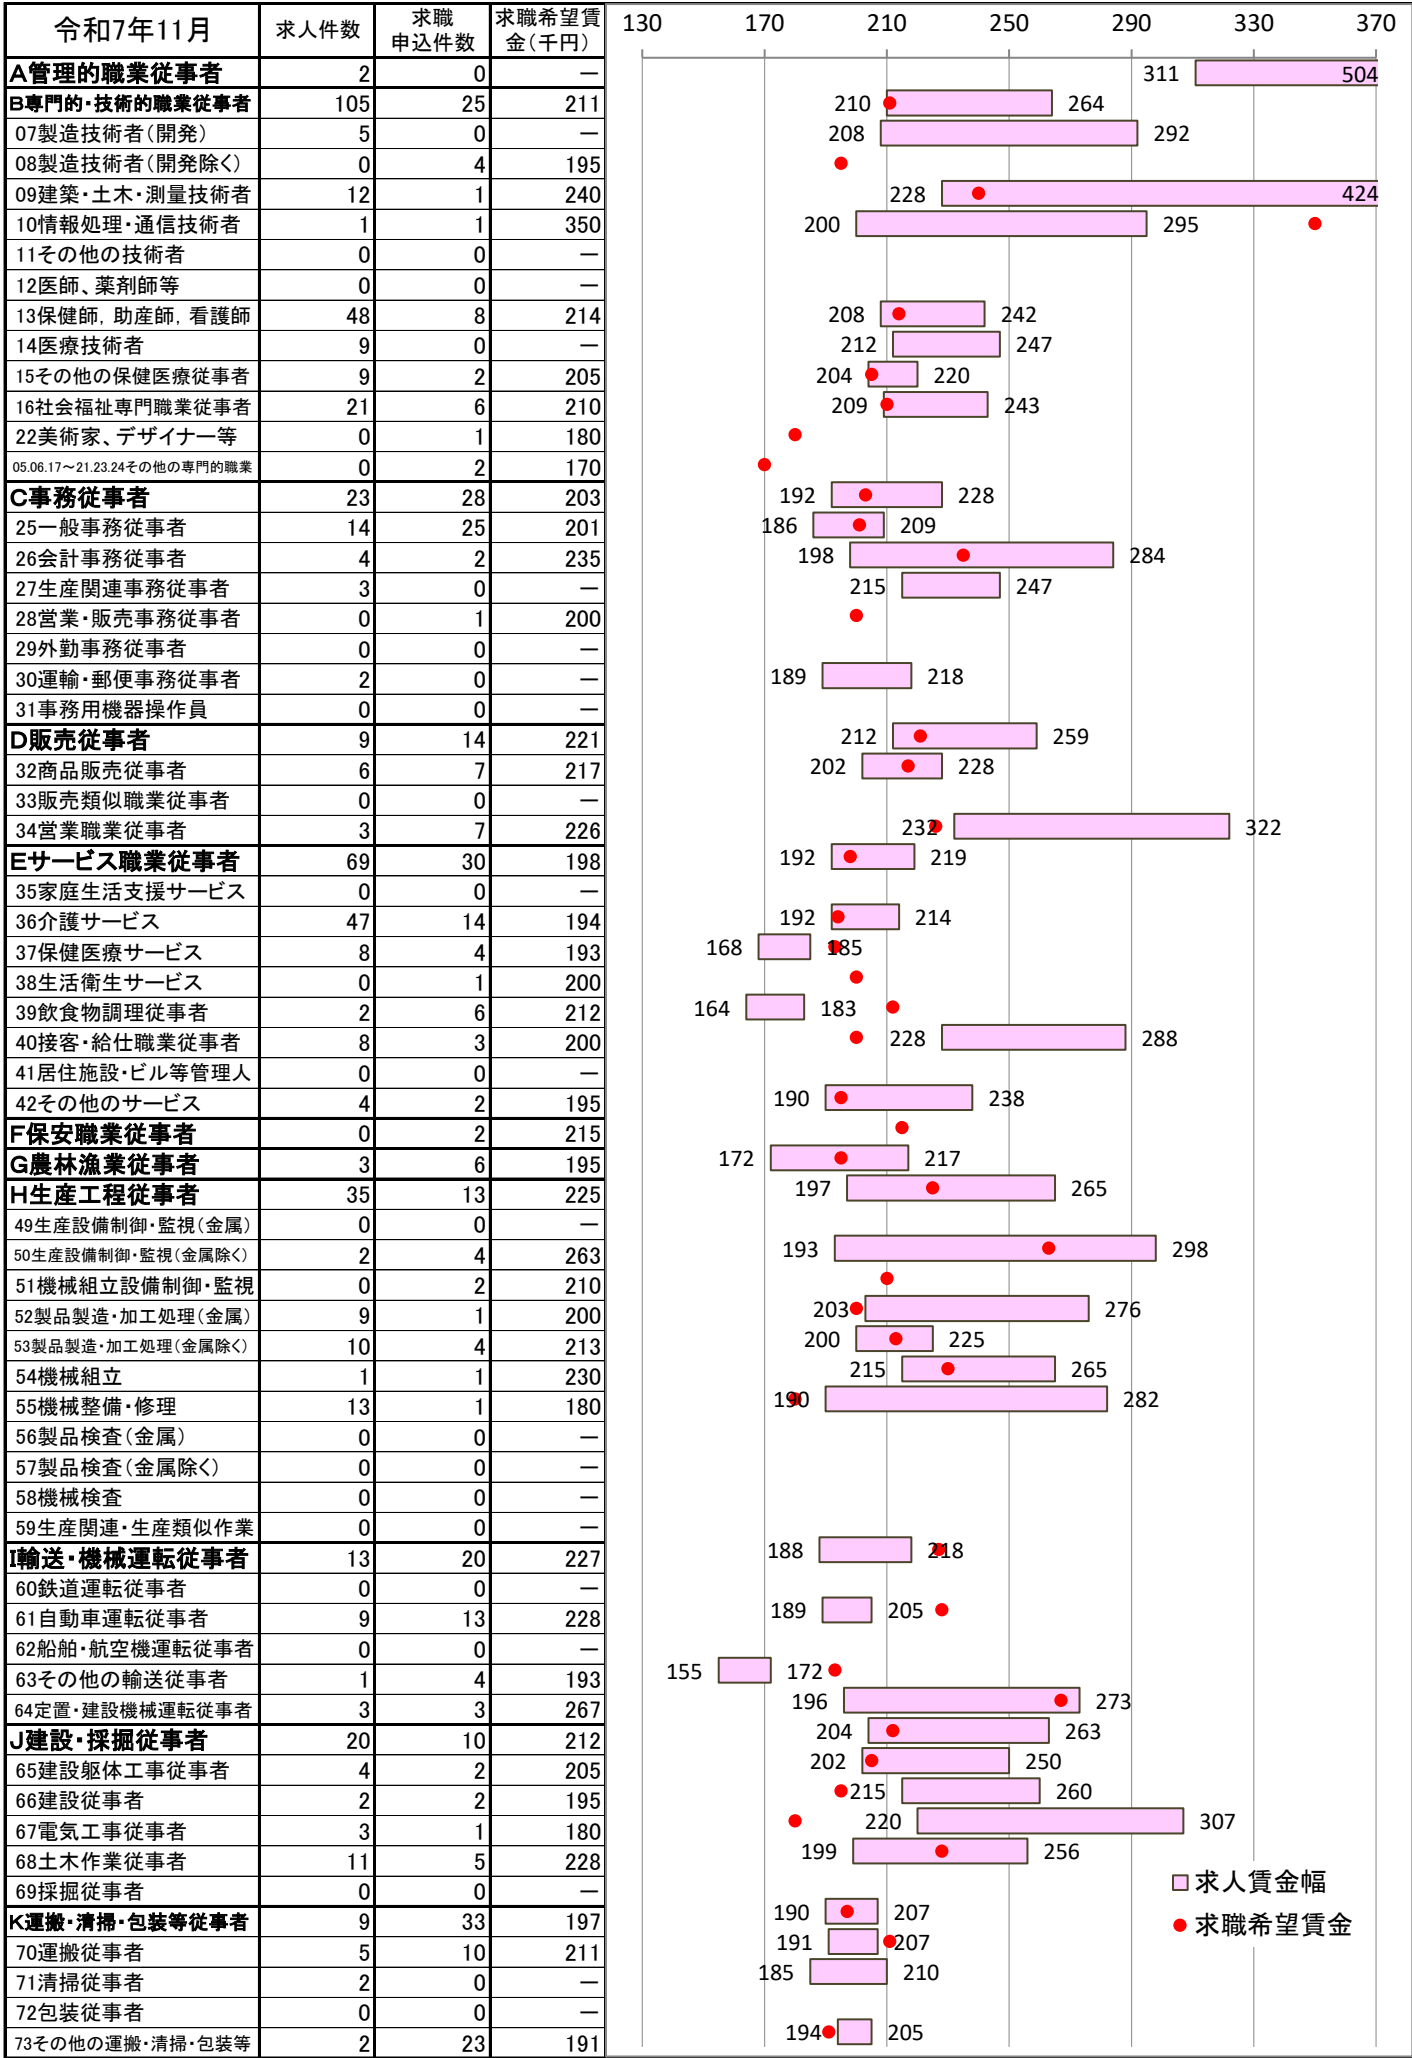 令和7年11月 求人件数 求職申込件数 求職希望賃金(千円) 130 170 210 250 290 330 370
A管理的職業従事者 2 0 ― 311 504
B専門的・技術的職業従事者 105 25 211 210 264
07製造技術者(開発) 5 0 ― 208 292
08製造技術者(開発除く) 0 4 195
09建築・土木・測量技術者 12 1 240 228 424
10情報処理・通信技術者 1 1 350 200 295
11その他の技術者 0 0 ―
12医師、薬剤師等 0 0 ―
13保健師,助産師,看護師 48 8 214 208 242
14医療技術者 9 0 ― 212 247
15その他の保健医療従事者 9 2 205 204 220
16社会福祉専門職業従事者 21 6 210 209 243
22美術家、デザイナー等 0 1 180
05.06.17～21.23.24その他の専門的職業 0 2 170
C事務従事者 23 28 203 192 228
25一般事務従事者 14 25 201 186 209
26会計事務従事者 4 2 235 198 284
27生産関連事務従事者 3 0 ― 215 247
28営業・販売事務従事者 0 1 200
29外勤事務従事者 0 0 ―
30運輸・郵便事務従事者 2 0 ― 189 218
31事務用機器操作員 0 0 ―
D販売従事者 9 14 221 212 259
32商品販売従事者 6 7 217 202 228
33販売類似職業従事者 0 0 ―
34営業職業従事者 3 7 226 232 322
Eサービス職業従事者 69 30 198 192 219
35家庭生活支援サービス 0 0 ―
36介護サービス 47 14 194 192 214
37保健医療サービス 8 4 193 168 185
38生活衛生サービス 0 1 200
39飲食物調理従事者 2 6 212 164 183
40接客・給仕職業従事者 8 3 200 228 288
41居住施設・ビル等管理人 0 0 ―
42その他のサービス 4 2 195 190 238
F保安職業従事者 0 2 215
G農林漁業従事者 3 6 195 172 217
H生産工程従事者 35 13 225 197 265
49生産設備制御・監視(金属) 0 0 ―
50生産設備制御・監視(金属除く) 2 4 263 193 298
51機械組立設備制御・監視 0 2 210
52製品製造・加工処理(金属) 9 1 200 203 276
53製品製造・加工処理(金属除く) 10 4 213 200 225
54機械組立 1 1 230 215 265
55機械整備・修理 13 1 180 190 282
56製品検査(金属) 0 0 ―
57製品検査(金属除く) 0 0 ―
58機械検査 0 0 ―
59生産関連・生産類似作業 0 0 ―
I輸送・機械運転従事者 13 20 227 188 218
60鉄道運転従事者 0 0 ―
61自動車運転従事者 9 13 228 189 205
62船舶・航空機運転従事者 0 0 ―
63その他の輸送従事者 1 4 193 155 172
64定置・建設機械運転従事者 3 3 267 196 273
J建設・採掘従事者 20 10 212 204 263
65建設躯体工事従事者 4 2 205 202 250
66建設従事者 2 2 195 215 260
67電気工事従事者 3 1 180 220 307
68土木作業従事者 11 5 228 199 256
69採掘従事者 0 0 ― 求人賃金幅
K運搬・清掃・包装等従事者 9 33 197 190 207 求職希望賃金
70運搬従事者 5 10 211 191 207
71清掃従事者 2 0 ― 185 210
72包装従事者 0 0 ―
73その他の運搬・清掃・包装等 2 23 191 194 205